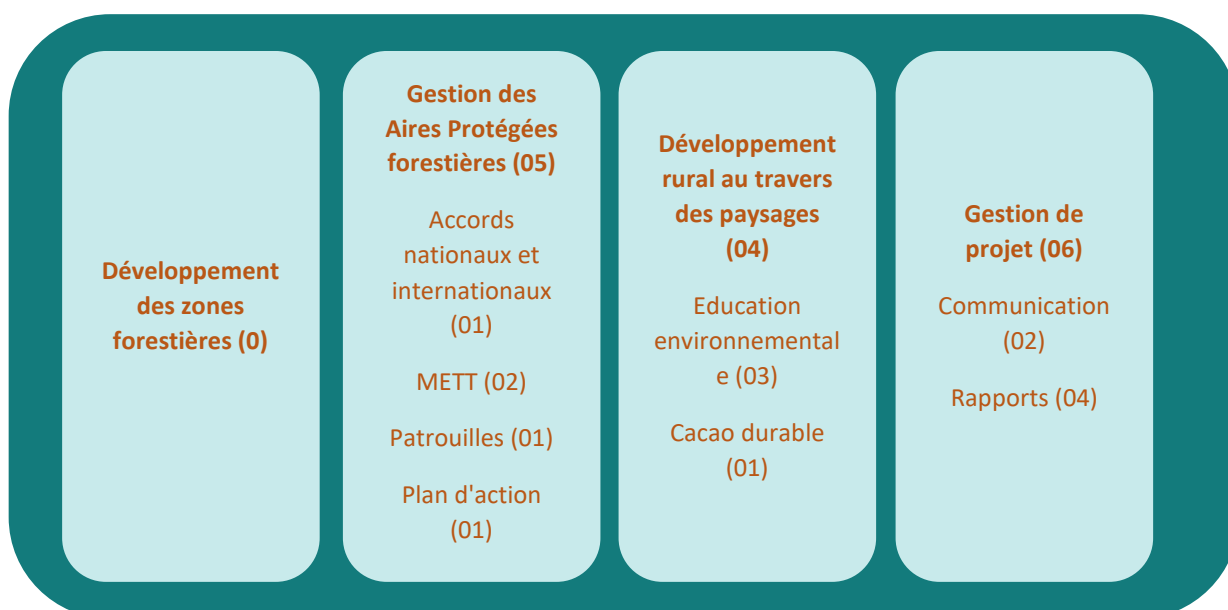 Développement
des zones
forestières (0)
Gestion des
Aires Protégées
forestières (05)
Accords
nationaux et
internationaux
(01)
METT (02)
Patrouilles (01)
Plan d'action
(01)
Développement
rural au travers
des paysages
(04)
Education
environnemental
e (03)
Cacao durable
(01)
Gestion de
projet (06)
Communication
(02)
Rapports (04)